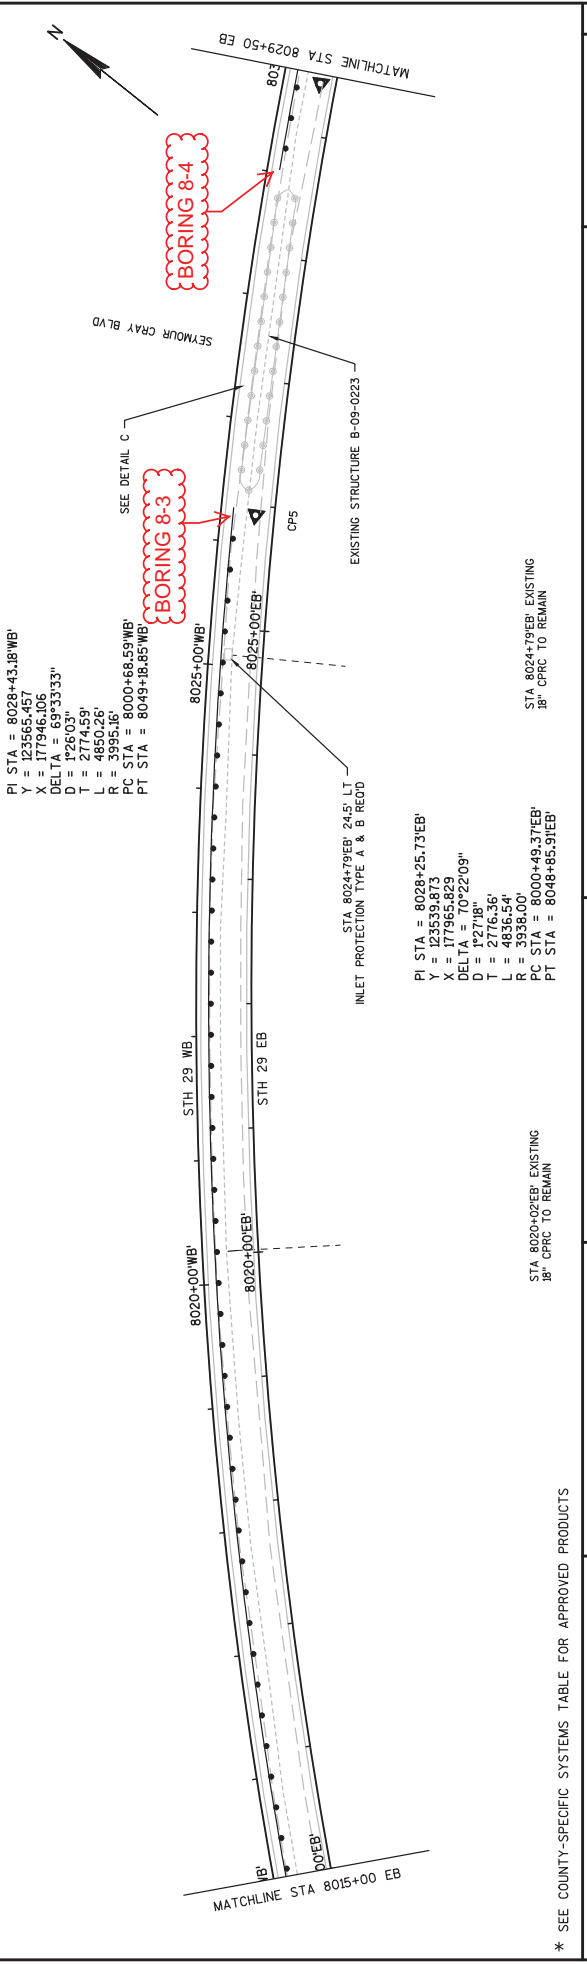 N
MATCHLINE STA 8029+50 EB
803
BORING 8-4
SEYMOUR CRAY BLVD
SEE DETAIL C
EXISTING STRUCTURE B-09-0223
BORING 8-3
CP5
PI STA = 8028+43.18'WB'
Y = 123565.457
X = 177946.106
DELTA = 69°33'33"
D = 1°26'03"
T = 2774.59'
L = 4850.26'
R = 3995.16'
PC STA = 8000+68.59'WB'
PT STA = 8049+18.85'WB'
8025+00'WB'
8025+00'EB'
STA 8024+79'EB' EXISTING
18" CPRC TO REMAIN
STA 8024+79'EB' 24.5' LT
INLET PROTECTION TYPE A & B REQ'D
PI STA = 8028+25.73'EB'
Y = 123539.873
X = 177965.829
DELTA = 70°22'09"
D = 1°27'18"
T = 2776.36'
L = 4836.54'
R = 3938.00'
PC STA = 8000+49.37'EB'
PT STA = 8048+85.91'EB'
STH 29 WB
STH 29 EB
STA 8020+02'EB' EXISTING
18" CPRC TO REMAIN
8020+00'WB'
8020+00'EB'
'WB'
00'EB'
MATCHLINE STA 8015+00 EB
* SEE COUNTY-SPECIFIC SYSTEMS TABLE FOR APPROVED PRODUCTS